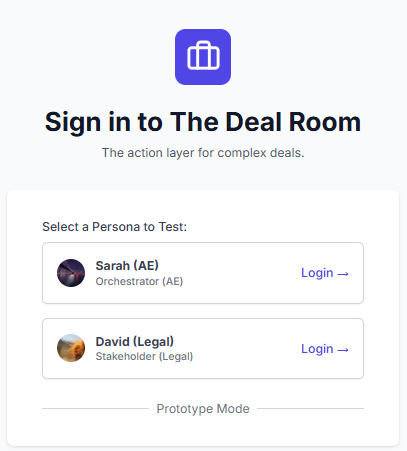 Sign in to The Deal Room
The action layer for complex deals.
Select a Persona to Test:
Sarah (AE)
Orchestrator (AE)
Login →
David (Legal)
Stakeholder (Legal)
Login →
Prototype Mode